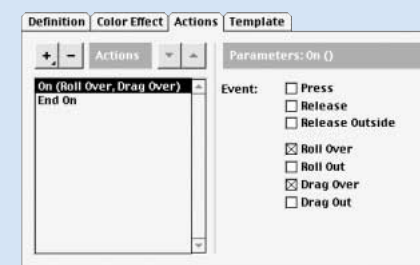 Definition Color Effect Actions Template
+ - Actions Parameters: On ()
On (Roll Over, Drag Over)
End On
Event: Press
Release
Release Outside
Roll Over
Roll Out
Drag Over
Drag Out